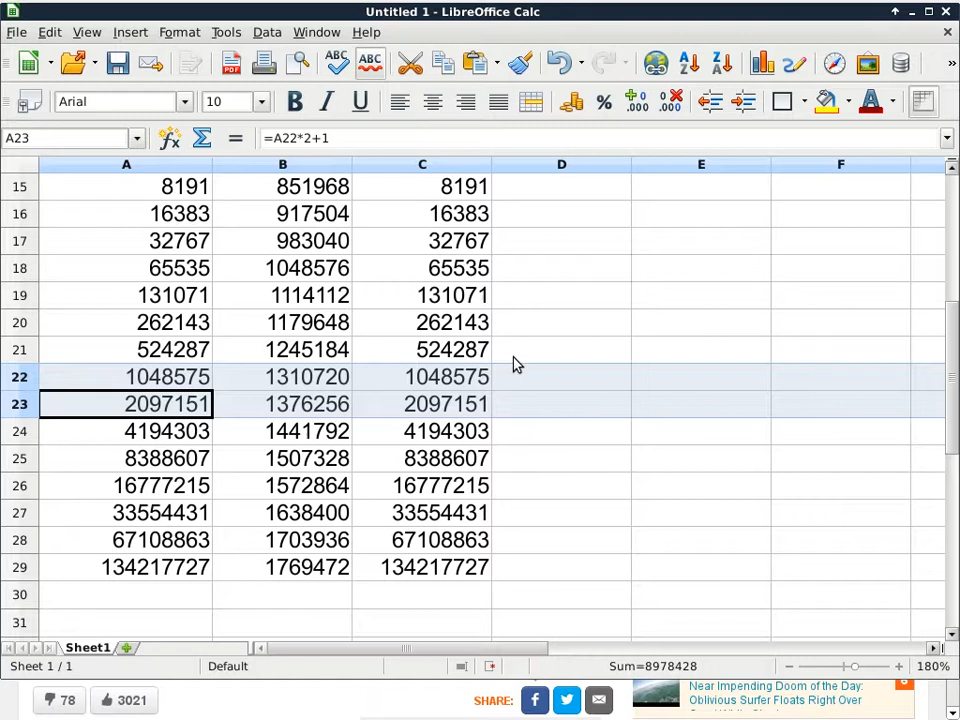 Untitled 1 - LibreOffice Calc
File Edit View Insert Format Tools Data Window Help
ABC ABC
Arial 10 B I U % .000 .000
A23 fx Σ = =A22*2+1
A B C D E F
15 8191 851968 8191
16 16383 917504 16383
17 32767 983040 32767
18 65535 1048576 65535
19 131071 1114112 131071
20 262143 1179648 262143
21 524287 1245184 524287
22 1048575 1310720 1048575
23 2097151 1376256 2097151
24 4194303 1441792 4194303
25 8388607 1507328 8388607
26 16777215 1572864 16777215
27 33554431 1638400 33554431
28 67108863 1703936 67108863
29 134217727 1769472 134217727
30
31
Sheet1
Sheet 1 / 1 Default Sum=8978428 180%
78 3021 SHARE: Near Impending Doom of the Day:
Oblivious Surfer Floats Right Over